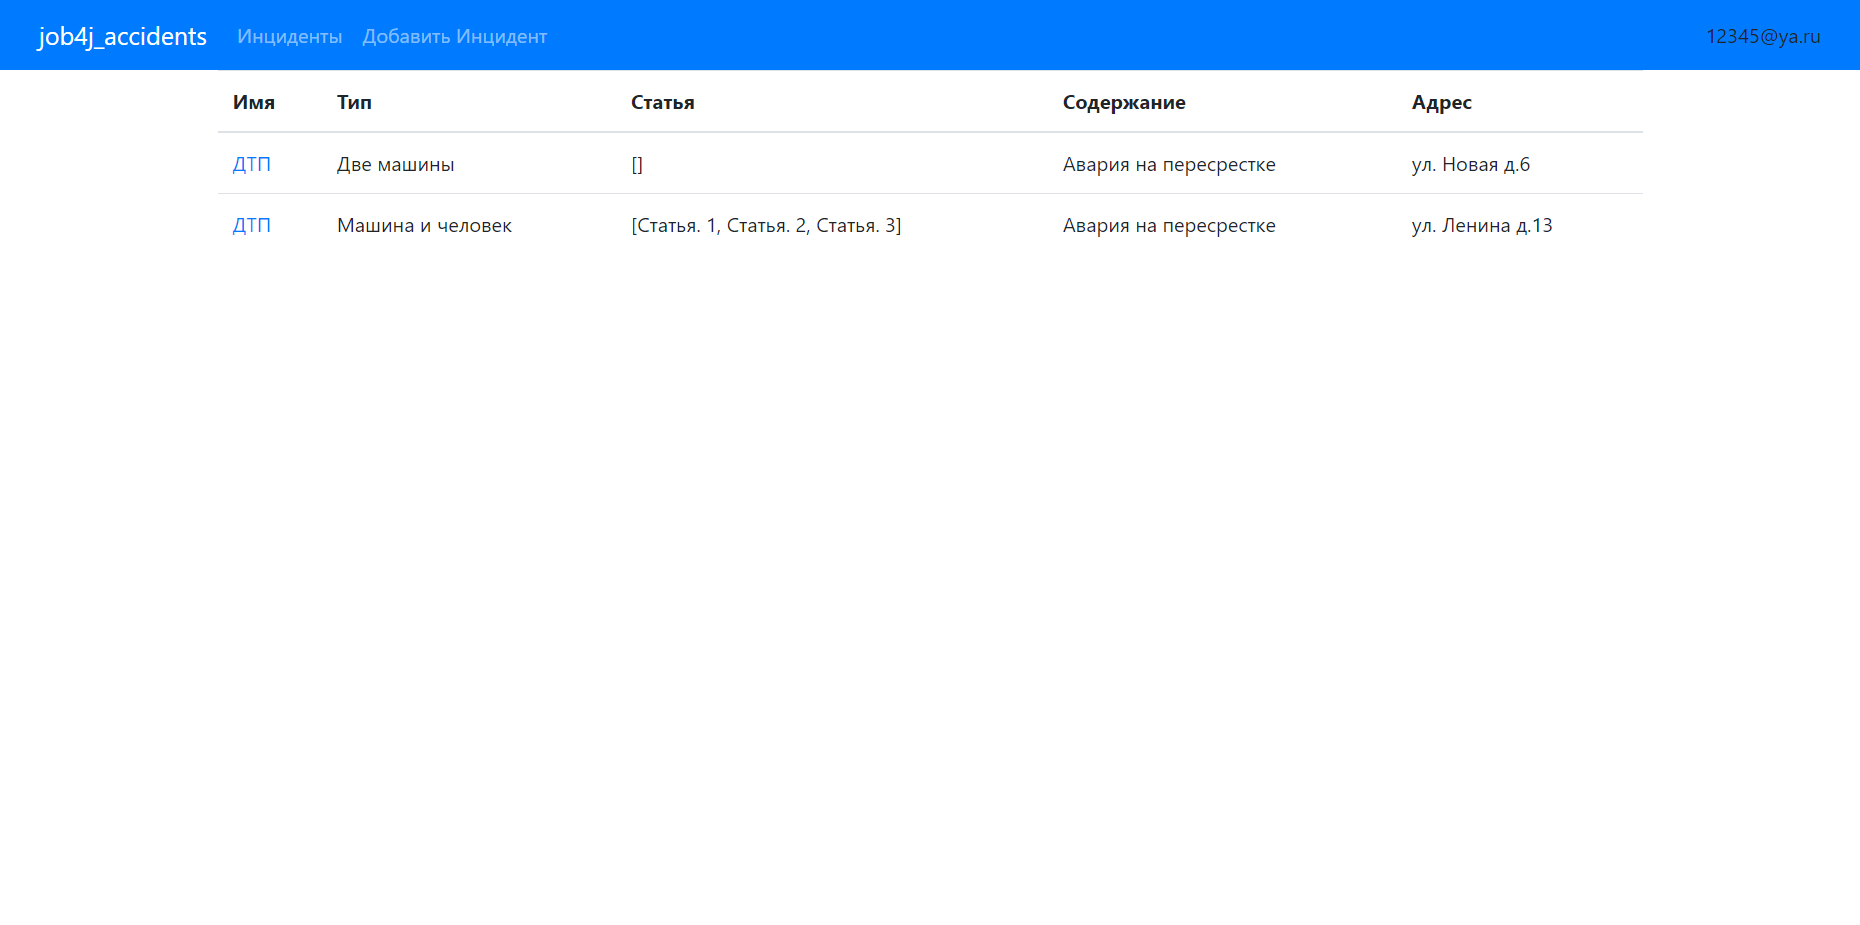 job4j_accidents Инциденты Добавить Инцидент 12345@ya.ru
Имя Тип Статья Содержание Адрес
ДТП Две машины [] Авария на пересрестке ул. Новая д.6
ДТП Машина и человек [Статья. 1, Статья. 2, Статья. 3] Авария на пересрестке ул. Ленина д.13